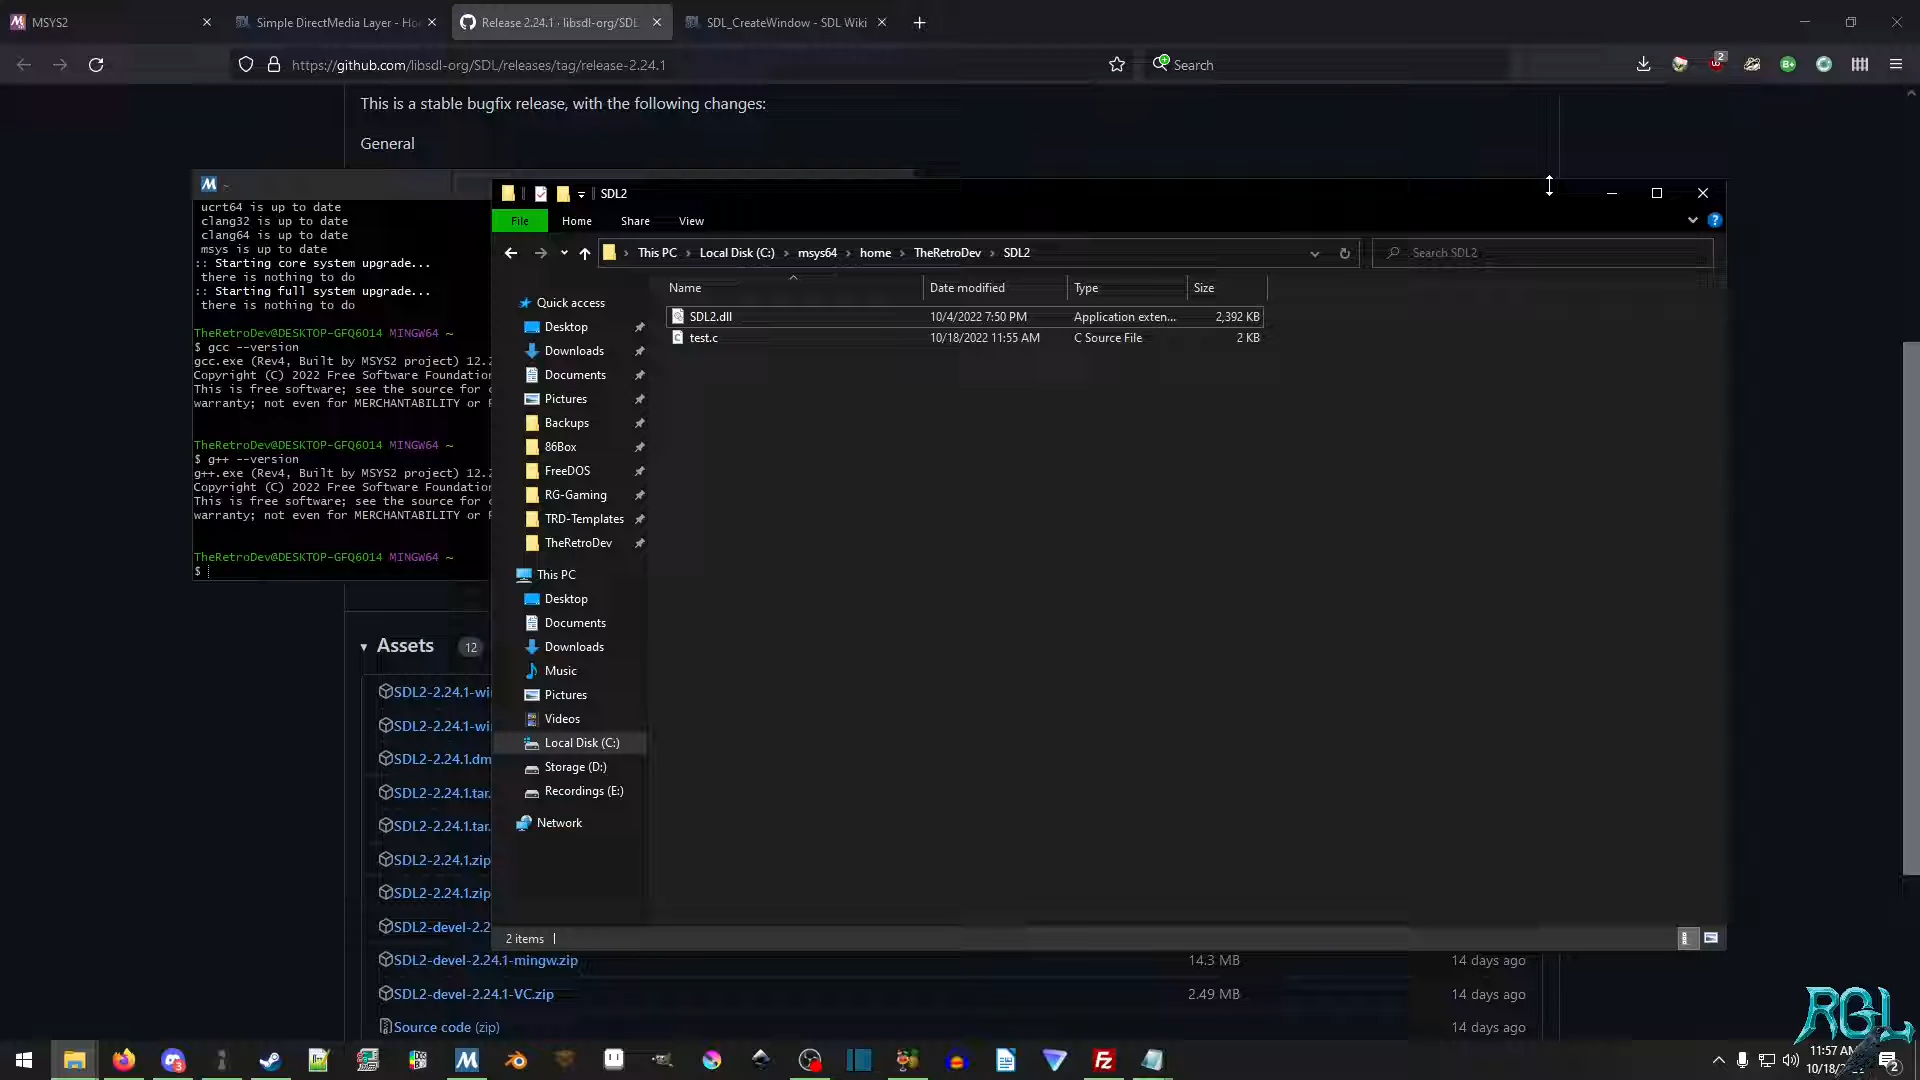 MSYS2
Simple DirectMedia Layer - Ho
Release 2.24.1 · libsdl-org/SDL
SDL_CreateWindow - SDL Wiki
https://github.com/libsdl-org/SDL/releases/tag/release-2.24.1
Search
2
This is a stable bugfix release, with the following changes:
General
M ~
ucrt64 is up to date
clang32 is up to date
clang64 is up to date
msys is up to date
:: Starting core system upgrade...
there is nothing to do
:: Starting full system upgrade...
there is nothing to do
TheRetroDev@DESKTOP-GFQ6014 MINGW64 ~
$ gcc --version
gcc.exe (Rev4, Built by MSYS2 project) 12.2
Copyright (C) 2022 Free Software Foundation
This is free software; see the source for c
warranty; not even for MERCHANTABILITY or F
TheRetroDev@DESKTOP-GFQ6014 MINGW64 ~
$ g++ --version
g++.exe (Rev4, Built by MSYS2 project) 12.2
Copyright (C) 2022 Free Software Foundation
This is free software; see the source for c
warranty; not even for MERCHANTABILITY or F
TheRetroDev@DESKTOP-GFQ6014 MINGW64 ~
$
SDL2
File Home Share View
This PC > Local Disk (C:) > msys64 > home > TheRetroDev > SDL2
Search SDL2
Name Date modified Type Size
SDL2.dll 10/4/2022 7:50 PM Application exten... 2,392 KB
test.c 10/18/2022 11:55 AM C Source File 2 KB
Quick access
Desktop
Downloads
Documents
Pictures
Backups
86Box
FreeDOS
RG-Gaming
TRD-Templates
TheRetroDev
This PC
Desktop
Documents
Downloads
Music
Pictures
Videos
Local Disk (C:)
Storage (D:)
Recordings (E:)
Network
2 items
Assets 12
SDL2-2.24.1-wi
SDL2-2.24.1-wi
SDL2-2.24.1.dm
SDL2-2.24.1.tar.
SDL2-2.24.1.tar.
SDL2-2.24.1.zip
SDL2-2.24.1.zip
SDL2-devel-2.2
SDL2-devel-2.24.1-mingw.zip 14.3 MB 14 days ago
SDL2-devel-2.24.1-VC.zip 2.49 MB 14 days ago
Source code (zip) 14 days ago
RGL
11:57 AM
10/18/2
2